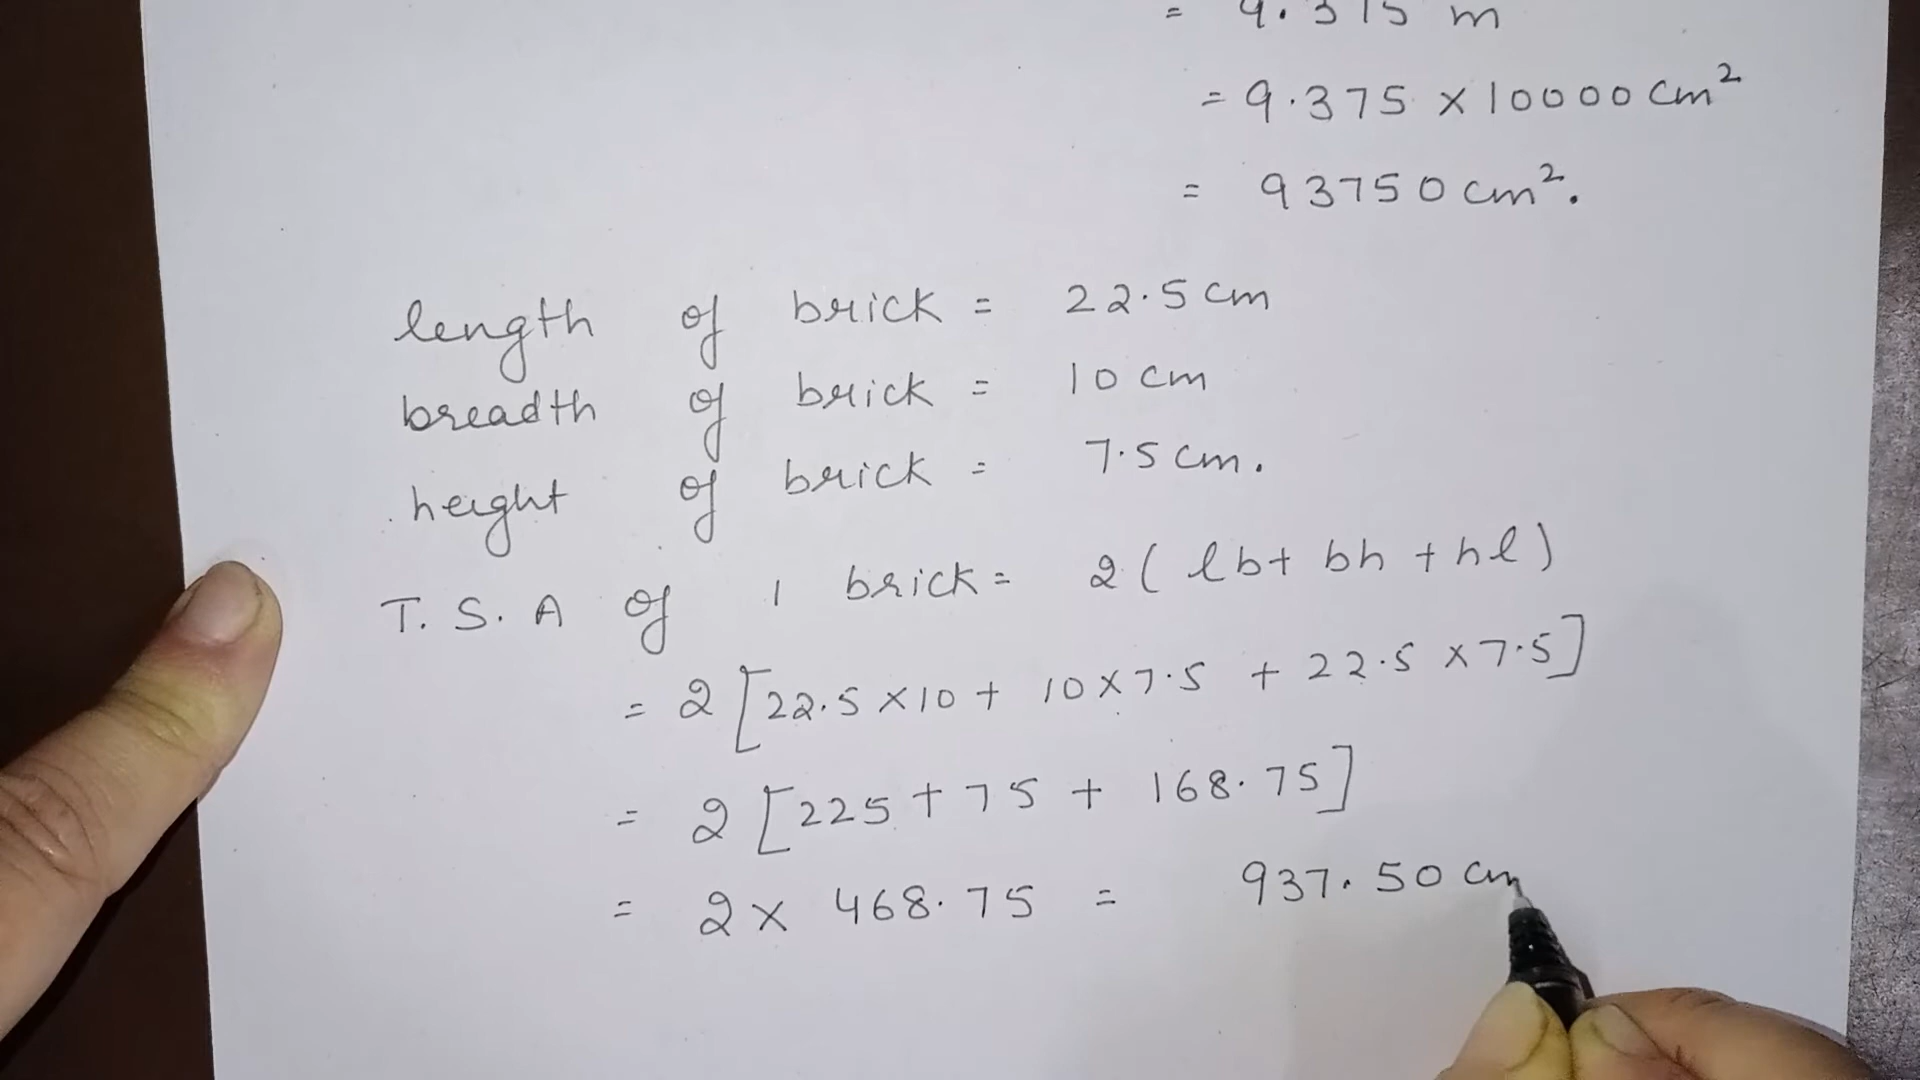 = 9.375 m
= 9.375 × 10000 cm²
= 93750 cm².
length of brick = 22.5 cm
breadth of brick = 10 cm
height of brick = 7.5 cm.
T. S. A of 1 brick = 2 ( lb + bh + hl )
= 2 [ 22.5 × 10 + 10 × 7.5 + 22.5 × 7.5 ]
= 2 [ 225 + 75 + 168.75 ]
= 2 × 468.75 = 937.50 cm